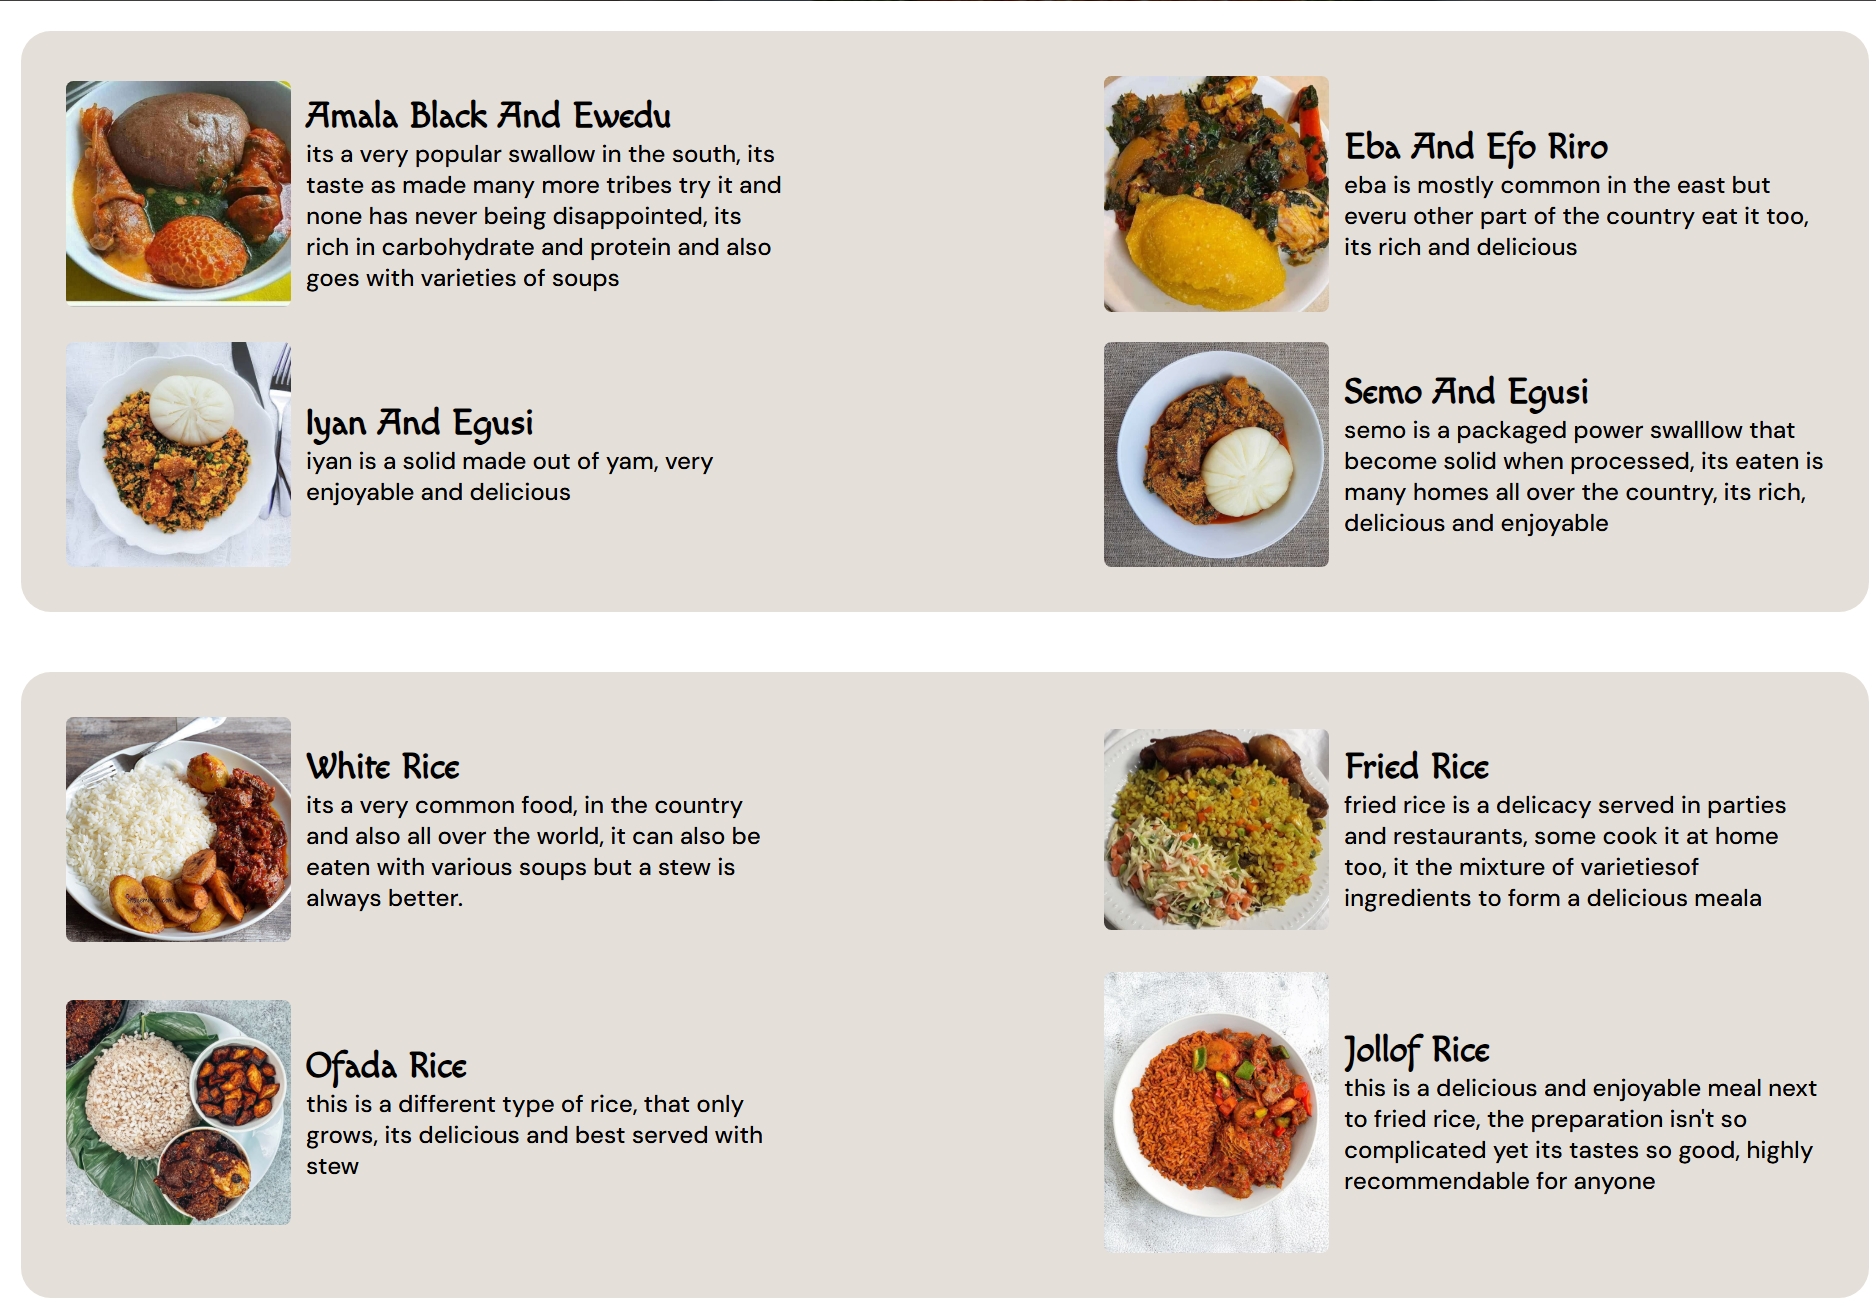 Amala Black And Ewedu
its a very popular swallow in the south, its
taste as made many more tribes try it and
none has never being disappointed, its
rich in carbohydrate and protein and also
goes with varieties of soups
Eba And Efo Riro
eba is mostly common in the east but
everu other part of the country eat it too,
its rich and delicious
Iyan And Egusi
iyan is a solid made out of yam, very
enjoyable and delicious
Semo And Egusi
semo is a packaged power swalllow that
become solid when processed, its eaten is
many homes all over the country, its rich,
delicious and enjoyable
White Rice
its a very common food, in the country
and also all over the world, it can also be
eaten with various soups but a stew is
always better.
Fried Rice
fried rice is a delicacy served in parties
and restaurants, some cook it at home
too, it the mixture of varietiesof
ingredients to form a delicious meala
Ofada Rice
this is a different type of rice, that only
grows, its delicious and best served with
stew
Jollof Rice
this is a delicious and enjoyable meal next
to fried rice, the preparation isn't so
complicated yet its tastes so good, highly
recommendable for anyone